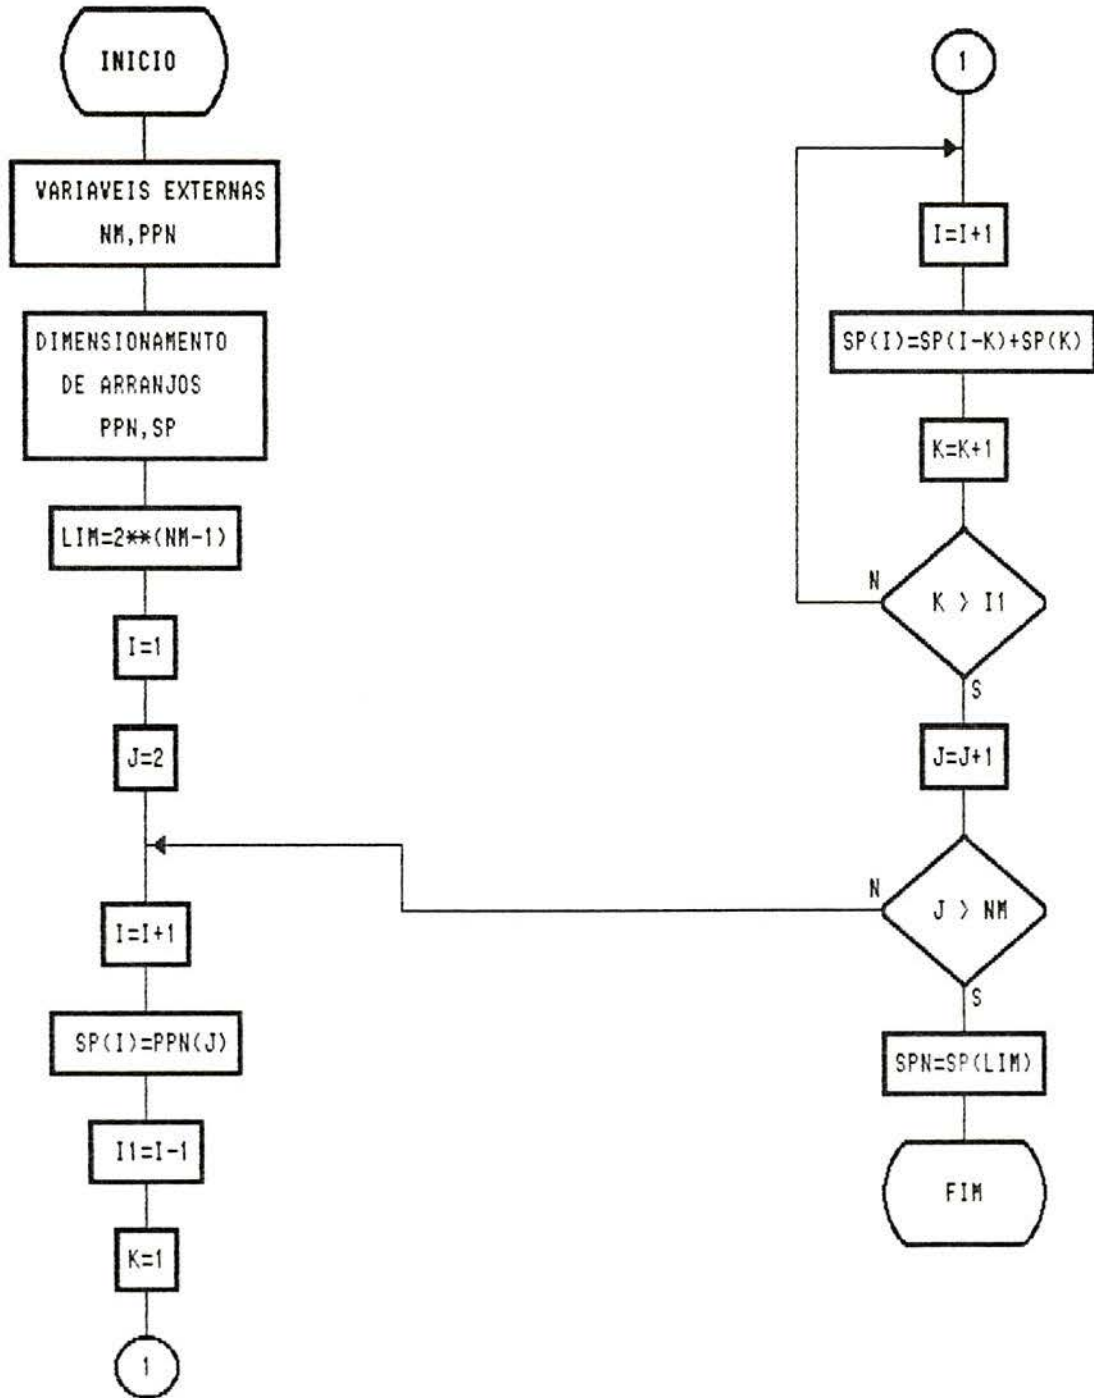 INICIO
VARIAVEIS EXTERNAS
NM,PPN
DIMENSIONAMENTO
DE ARRANJOS
PPN,SP
LIM=2**(NM-1)
I=1
J=2
I=I+1
SP(I)=PPN(J)
I1=I-1
K=1
1
1
I=I+1
SP(I)=SP(I-K)+SP(K)
K=K+1
N
K > I1
S
J=J+1
N
J > NM
S
SPN=SP(LIM)
FIM